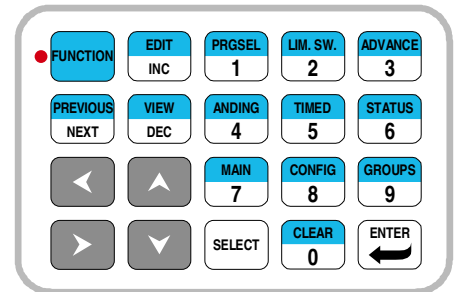 FUNCTION
EDIT
INC
PRGSEL
1
LIM. SW.
2
ADVANCE
3
PREVIOUS
NEXT
VIEW
DEC
ANDING
4
TIMED
5
STATUS
6
MAIN
7
CONFIG
8
GROUPS
9
SELECT
CLEAR
0
ENTER